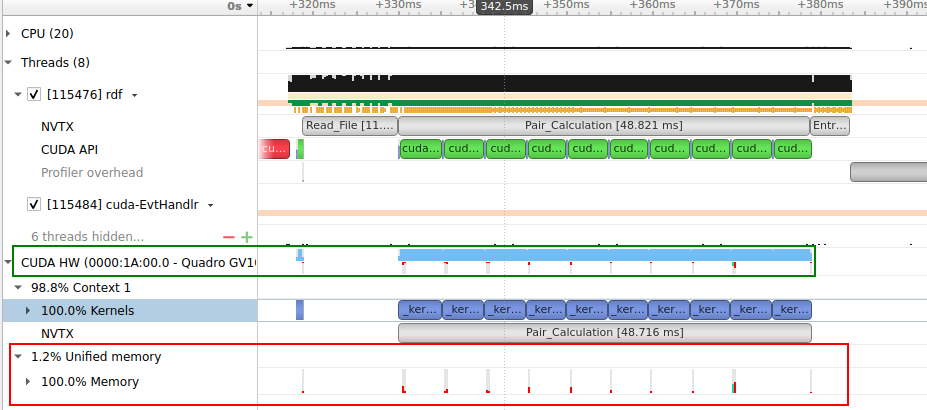 0s +320ms +330ms +34 342.5ms +350ms +360ms +370ms +380ms +390ms
CPU (20)
Threads (8)
[115476] rdf
NVTX Read_File [11.... Pair_Calculation [48.821 ms] Entr...
CUDA API cu... cuda... cud... cud... cud... cud... cud... cud... cud... cud... cud...
Profiler overhead
[115484] cuda-EvtHandlr
6 threads hidden... − +
CUDA HW (0000:1A:00.0 - Quadro GV1
98.8% Context 1
100.0% Kernels _ker... _ker... _ker... _ker... _ker... _ker... _ker... _ker... _ker... _ker...
NVTX Pair_Calculation [48.716 ms]
1.2% Unified memory
100.0% Memory